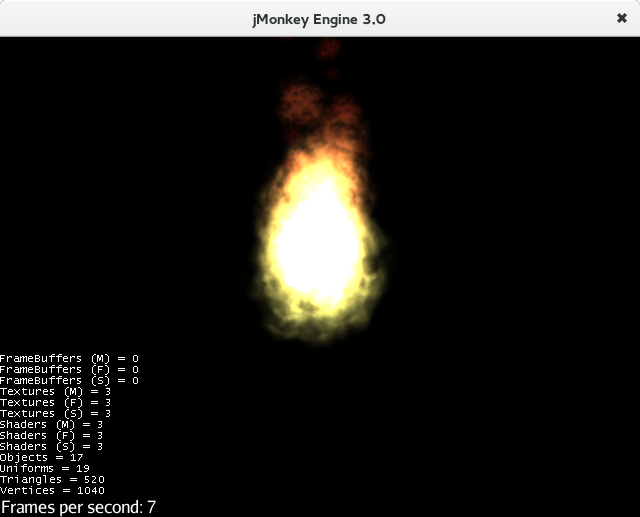 jMonkey Engine 3.0
FrameBuffers (M) = 0
FrameBuffers (F) = 0
FrameBuffers (S) = 0
Textures (M) = 3
Textures (F) = 3
Textures (S) = 3
Shaders (M) = 3
Shaders (F) = 3
Shaders (S) = 3
Objects = 17
Uniforms = 19
Triangles = 520
Vertices = 1040
Frames per second: 7